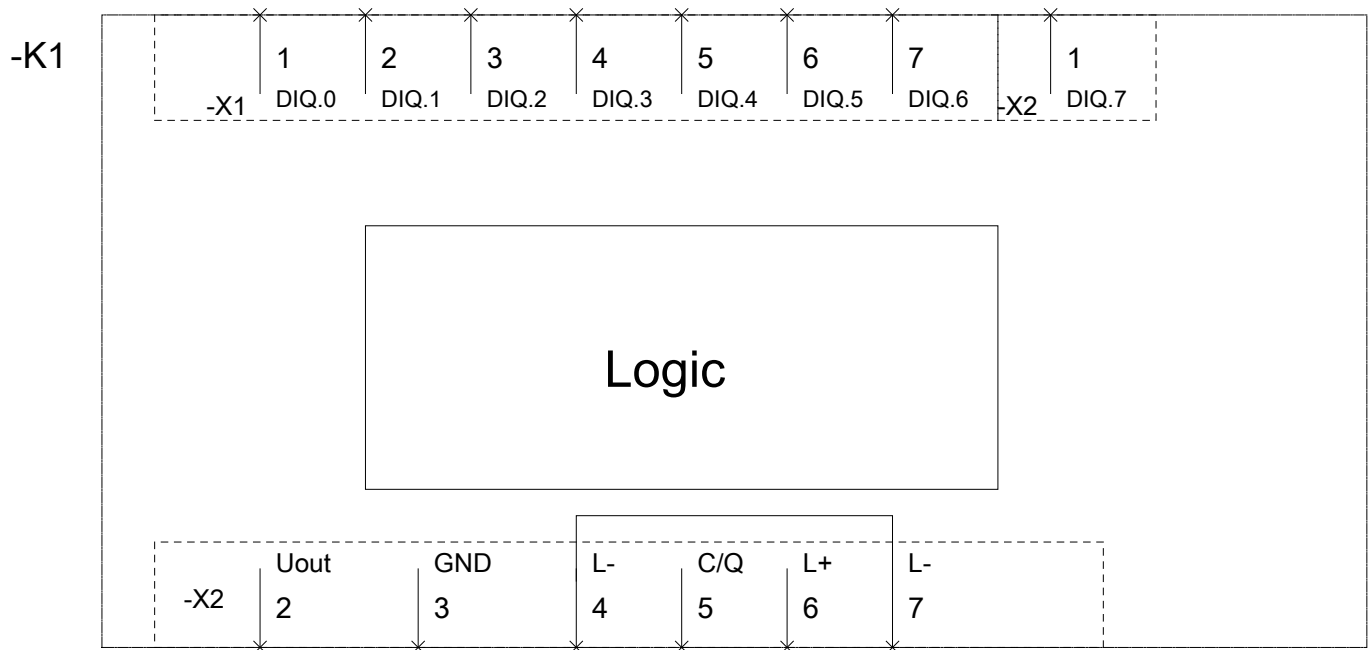 -K1
1 2 3 4 5 6 7 1
-X1 DIQ.0 DIQ.1 DIQ.2 DIQ.3 DIQ.4 DIQ.5 DIQ.6 -X2 DIQ.7
Logic
Uout GND L- C/Q L+ L-
-X2 2 3 4 5 6 7